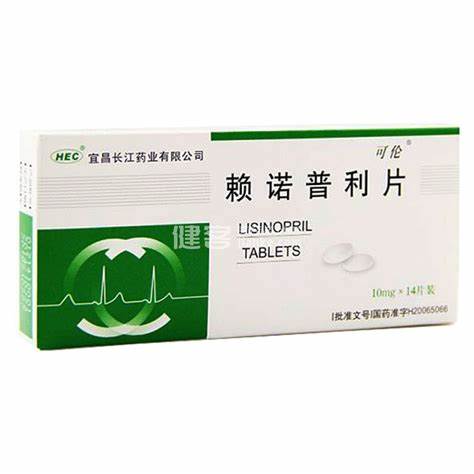 HEC®
宜昌长江药业有限公司
可伦®
赖诺普利片
LISINOPRIL
TABLETS
健客
10mg × 14片装
[批准文号]国药准字H20065066